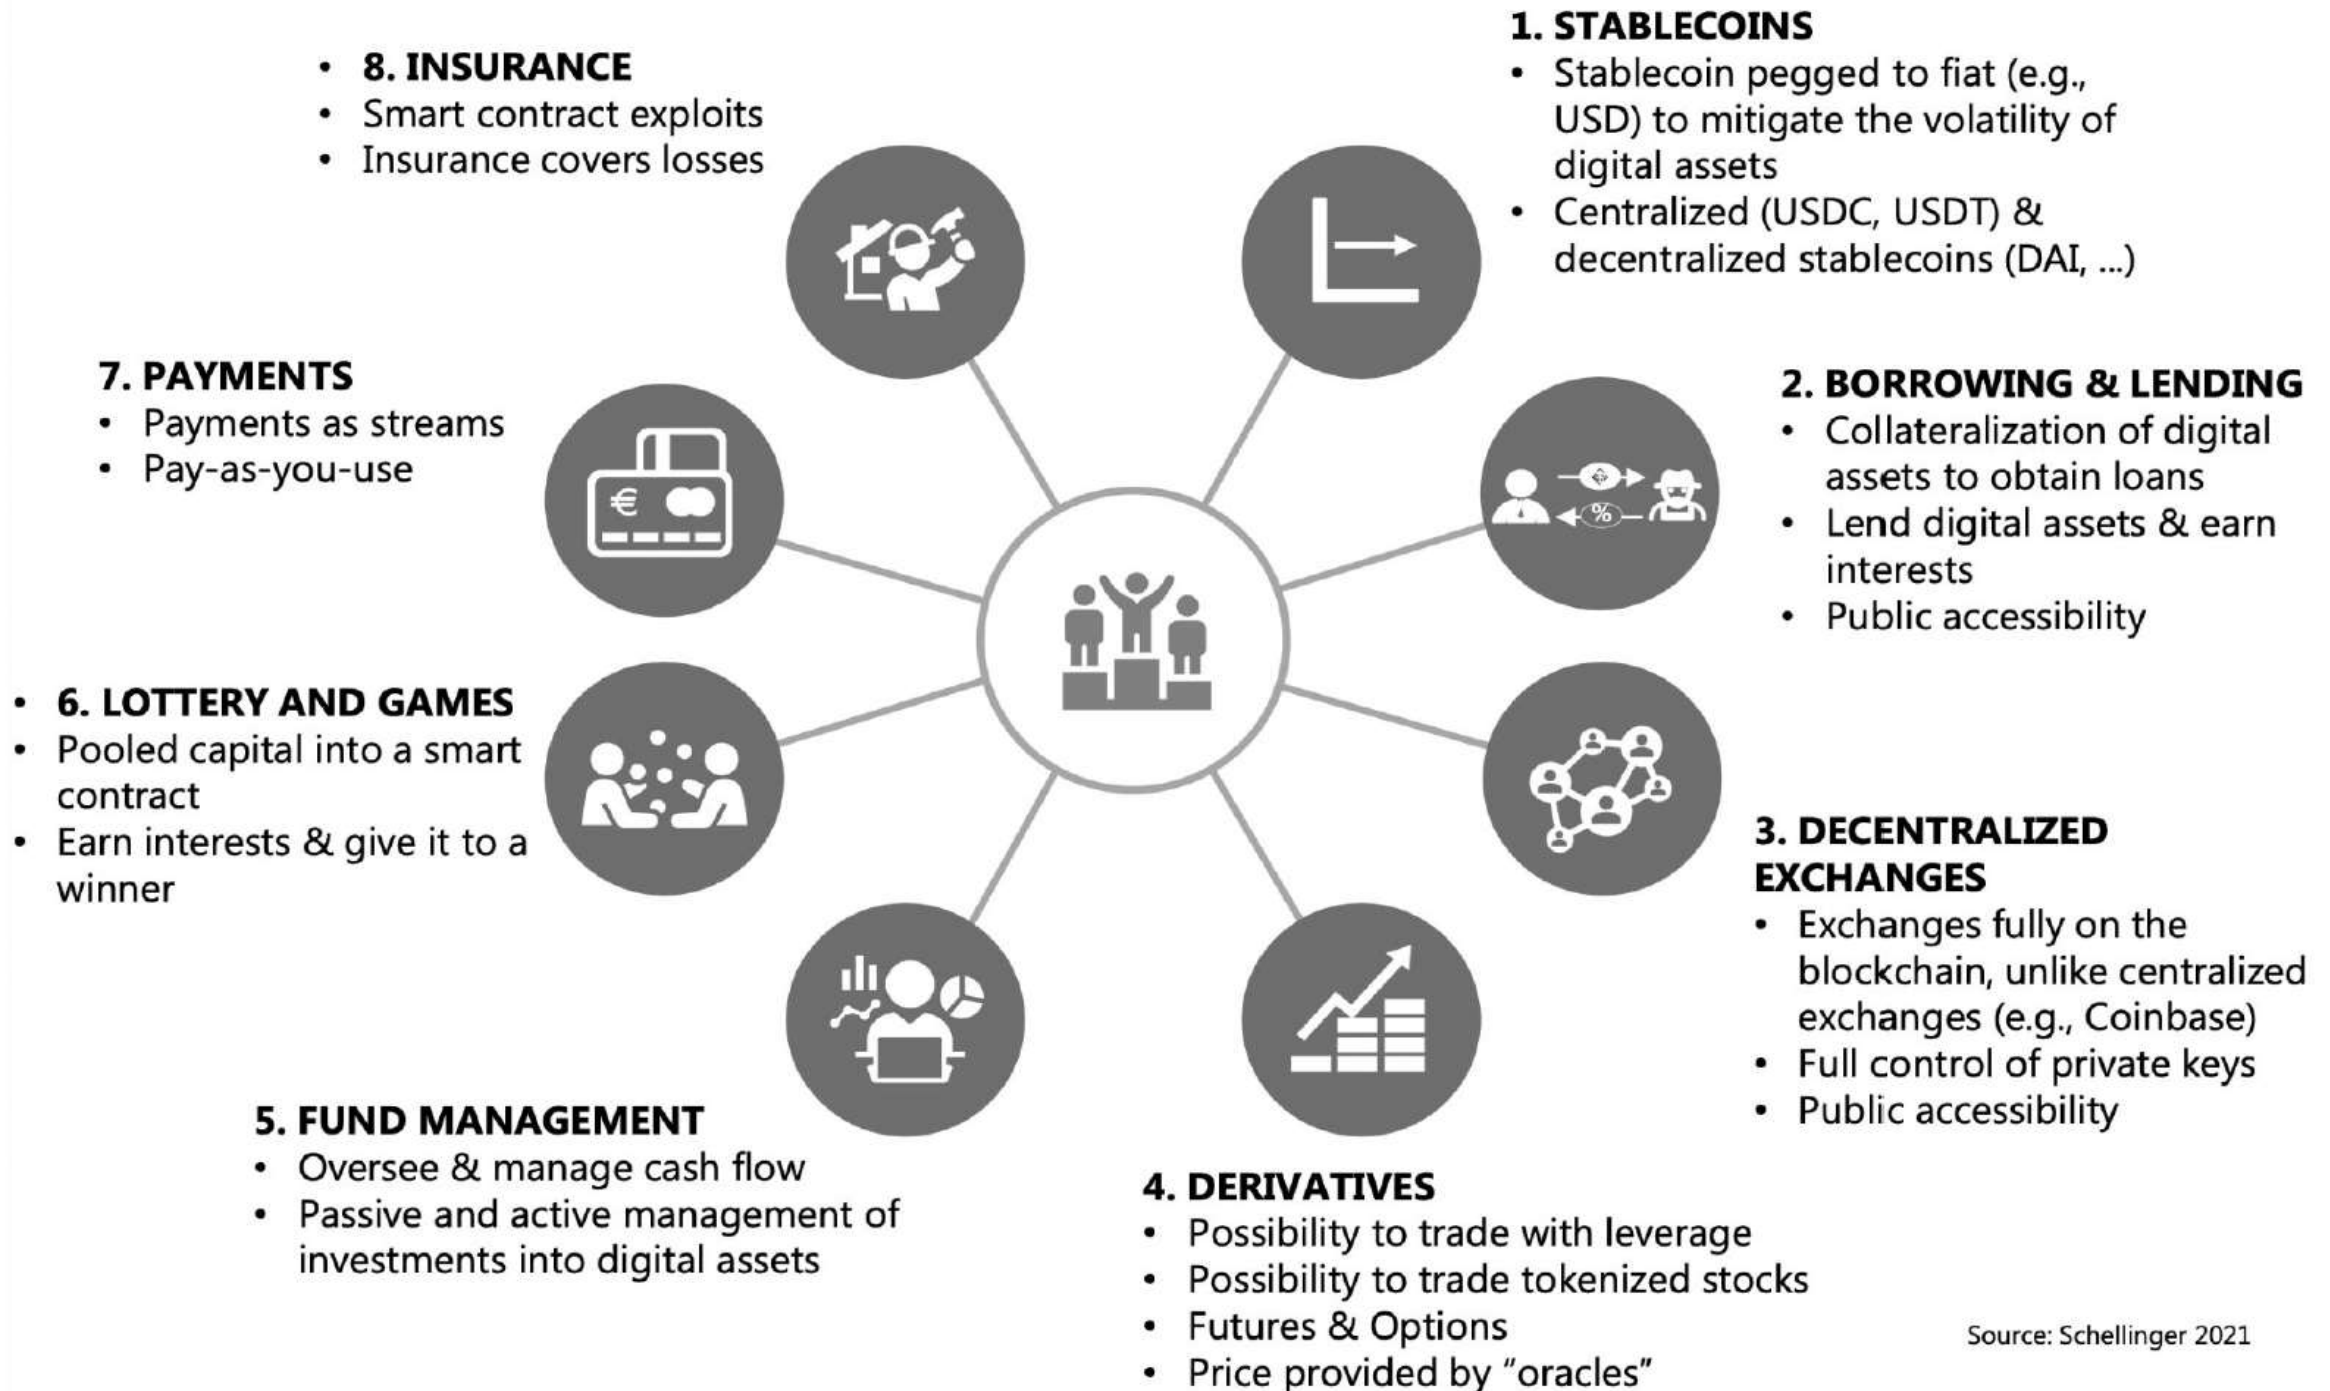 1. STABLECOINS
• Stablecoin pegged to fiat (e.g.,
USD) to mitigate the volatility of
digital assets
• Centralized (USDC, USDT) &
decentralized stablecoins (DAI, ...)
2. BORROWING & LENDING
• Collateralization of digital
assets to obtain loans
• Lend digital assets & earn
interests
• Public accessibility
3. DECENTRALIZED
EXCHANGES
• Exchanges fully on the
blockchain, unlike centralized
exchanges (e.g., Coinbase)
• Full control of private keys
• Public accessibility
4. DERIVATIVES
• Possibility to trade with leverage
• Possibility to trade tokenized stocks
• Futures & Options
• Price provided by “oracles”
5. FUND MANAGEMENT
• Oversee & manage cash flow
• Passive and active management of
investments into digital assets
• 6. LOTTERY AND GAMES
• Pooled capital into a smart
contract
• Earn interests & give it to a
winner
7. PAYMENTS
• Payments as streams
• Pay-as-you-use
• 8. INSURANCE
• Smart contract exploits
• Insurance covers losses
€
%
Source: Schellinger 2021